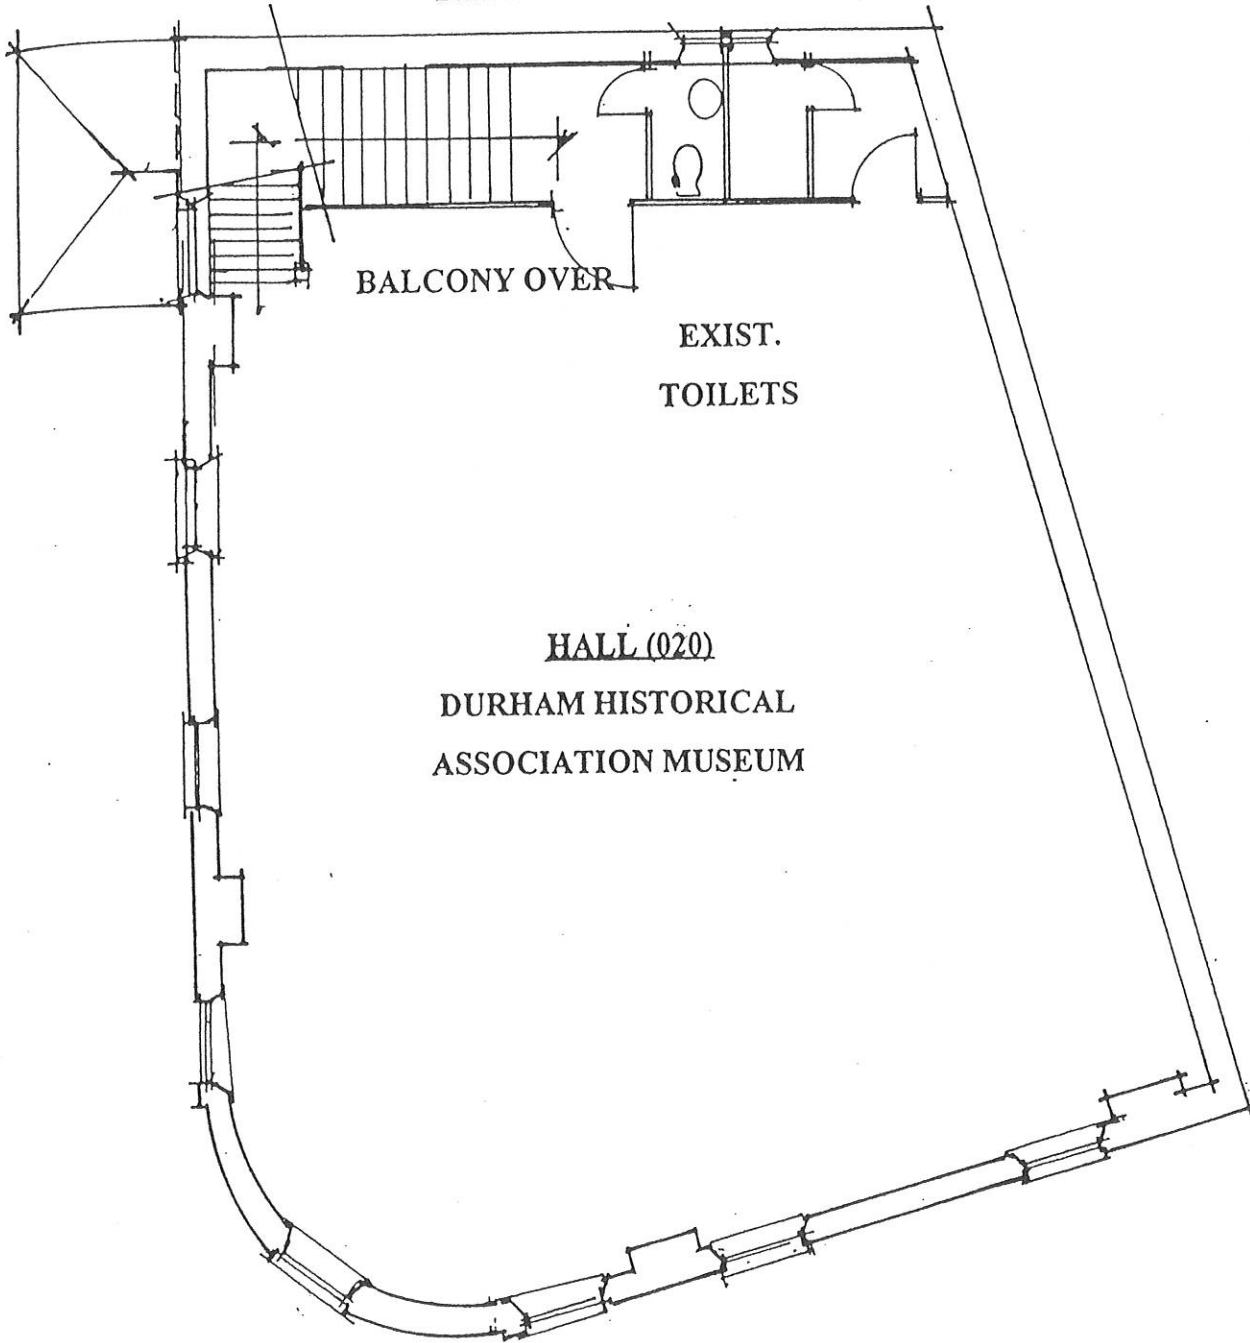 BALCONY OVER
EXIST.
TOILETS
HALL (020)
DURHAM HISTORICAL
ASSOCIATION MUSEUM